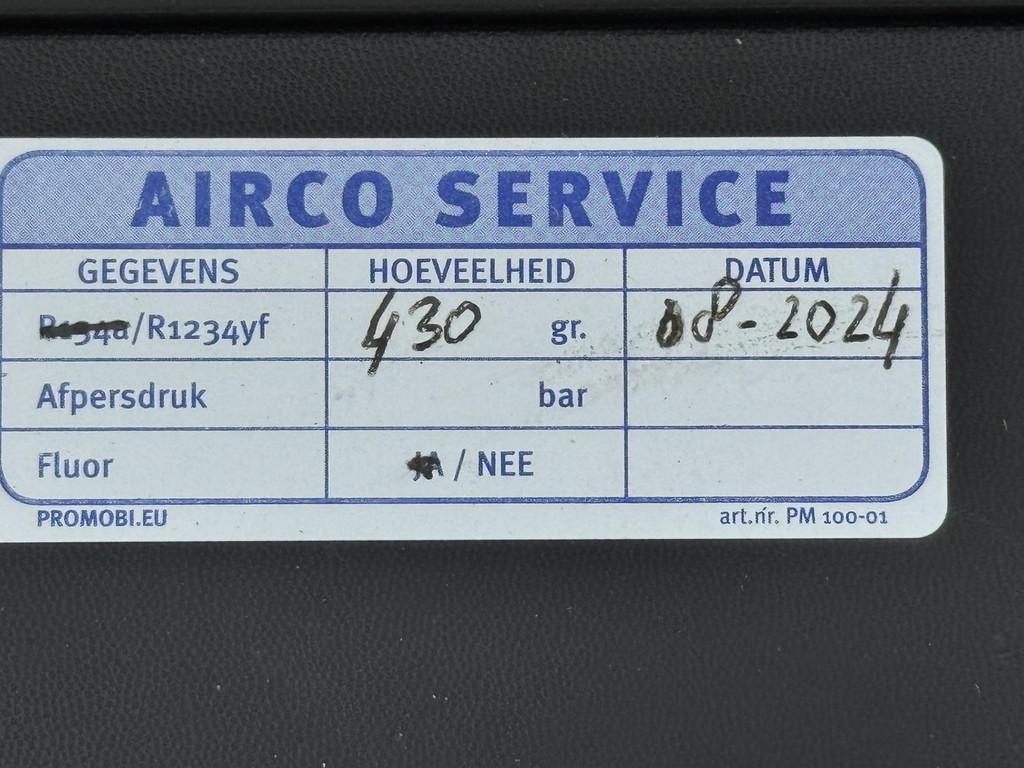 AIRCO SERVICE
GEGEVENS HOEVEELHEID DATUM
R134a/R1234yf 430 gr. 08-2024
Afpersdruk bar
Fluor JA / NEE
PROMOBI.EU art.nr. PM 100-01